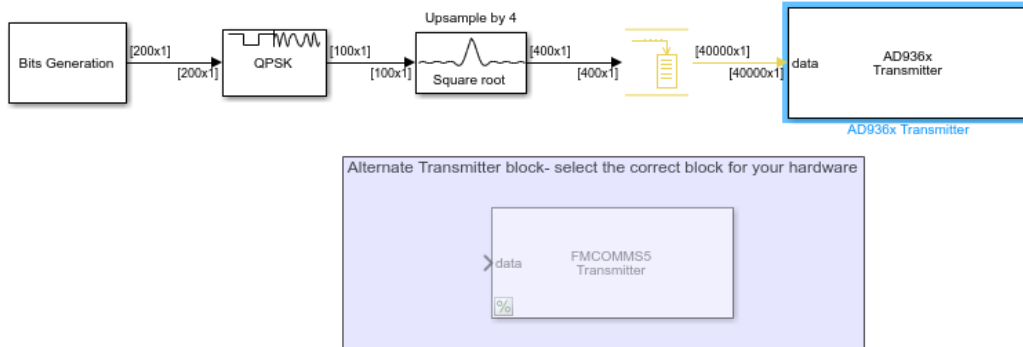 Upsample by 4
Bits Generation
[200x1]
[200x1]
QPSK
[100x1]
[100x1]
Square root
[400x1]
[400x1]
[40000x1]
[40000x1]
data
AD936x
Transmitter
AD936x Transmitter
Alternate Transmitter block- select the correct block for your hardware
data
FMCOMMS5
Transmitter
%